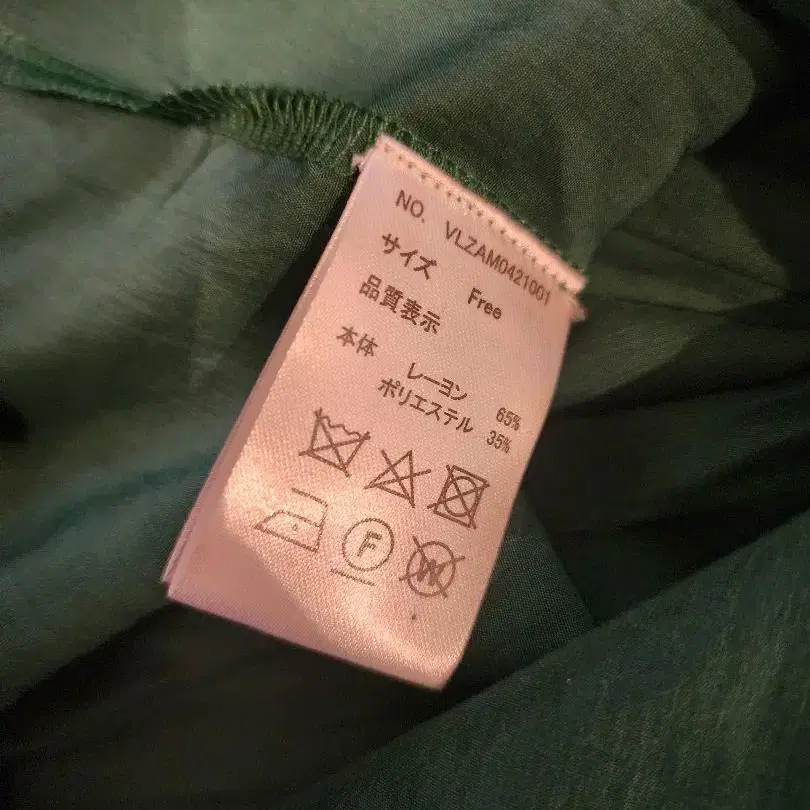 NO. VLZAM0421001
サイズ Free
品質表示
本体 レーヨン 65%
ポリエステル 35%
F
W